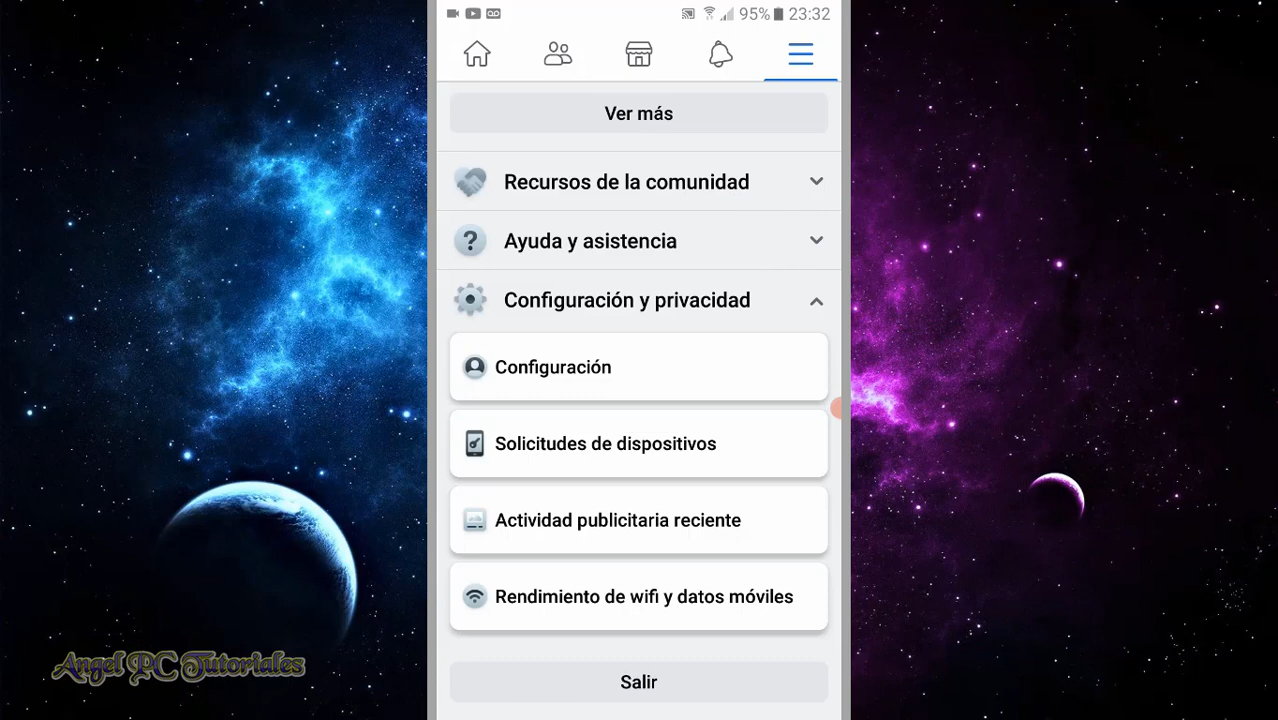 95% 23:32
Ver más
Recursos de la comunidad
Ayuda y asistencia
Configuración y privacidad
Configuración
Solicitudes de dispositivos
Actividad publicitaria reciente
Rendimiento de wifi y datos móviles
Salir
Angel PC Tutoriales